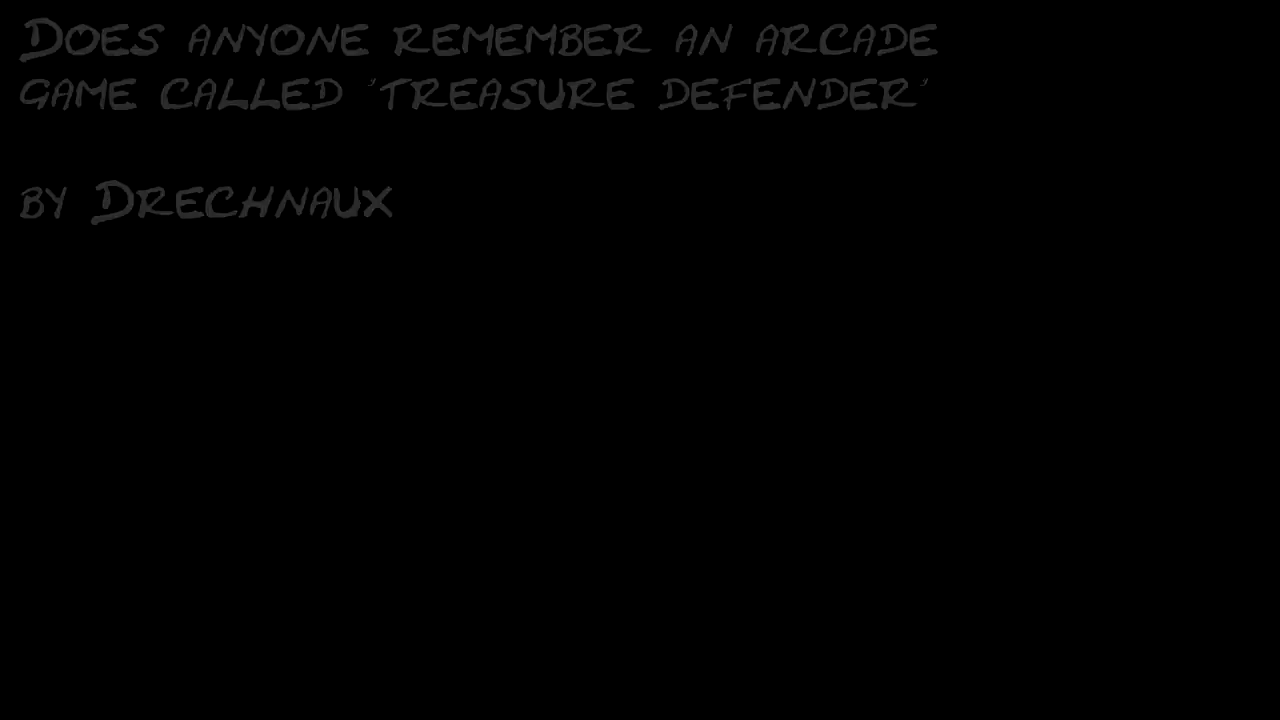 Does anyone remember an arcade
game called 'treasure defender'
by Drechnaux